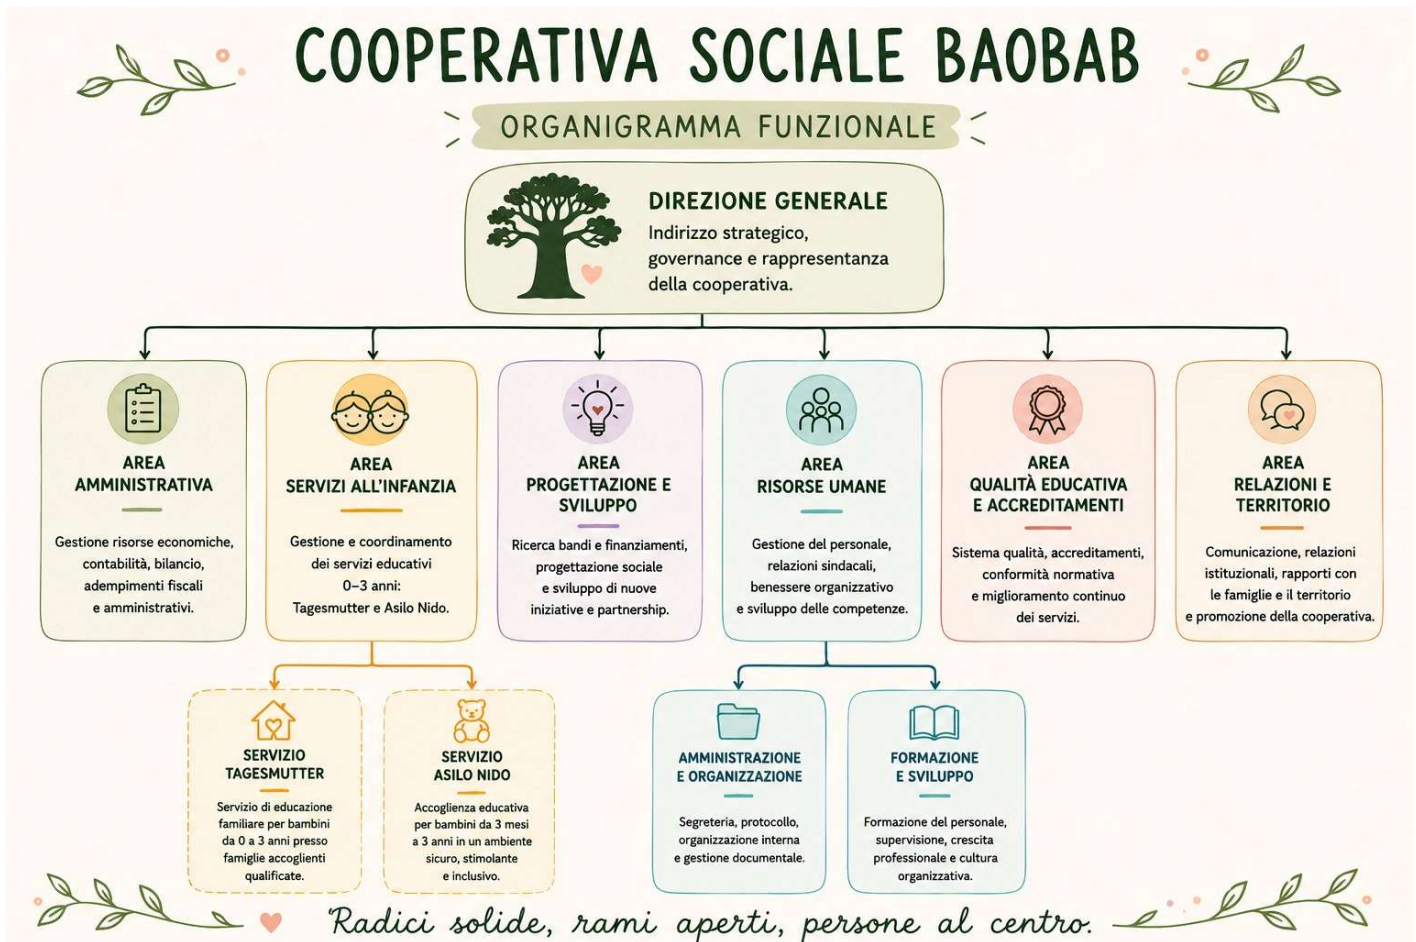 COOPERATIVA SOCIALE BAOBAB
ORGANIGRAMMA FUNZIONALE
DIREZIONE GENERALE
Indirizzo strategico,
governance e rappresentanza
della cooperativa.
AREA
AMMINISTRATIVA
Gestione risorse economiche,
contabilità, bilancio,
adempimenti fiscali
e amministrativi.
AREA
SERVIZI ALL'INFANZIA
Gestione e coordinamento
dei servizi educativi
0–3 anni:
Tagesmutter e Asilo Nido.
AREA
PROGETTAZIONE E
SVILUPPO
Ricerca bandi e finanziamenti,
progettazione sociale
e sviluppo di nuove
iniziative e partnership.
AREA
RISORSE UMANE
Gestione del personale,
relazioni sindacali,
benessere organizzativo
e sviluppo delle competenze.
AREA
QUALITÀ EDUCATIVA
E ACCREDITAMENTI
Sistema qualità, accreditamenti,
conformità normativa
e miglioramento continuo
dei servizi.
AREA
RELAZIONI E
TERRITORIO
Comunicazione, relazioni
istituzionali, rapporti con
le famiglie e il territorio
e promozione della cooperativa.
SERVIZIO
TAGESMUTTER
Servizio di educazione
familiare per bambini
da 0 a 3 anni presso
famiglie accoglienti
qualificate.
SERVIZIO
ASILO NIDO
Accoglienza educativa
per bambini da 3 mesi
a 3 anni in un ambiente
sicuro, stimolante
e inclusivo.
AMMINISTRAZIONE
E ORGANIZZAZIONE
Segreteria, protocollo,
organizzazione interna
e gestione documentale.
FORMAZIONE
E SVILUPPO
Formazione del personale,
supervisione, crescita
professionale e cultura
organizzativa.
Radici solide, rami aperti, persone al centro.